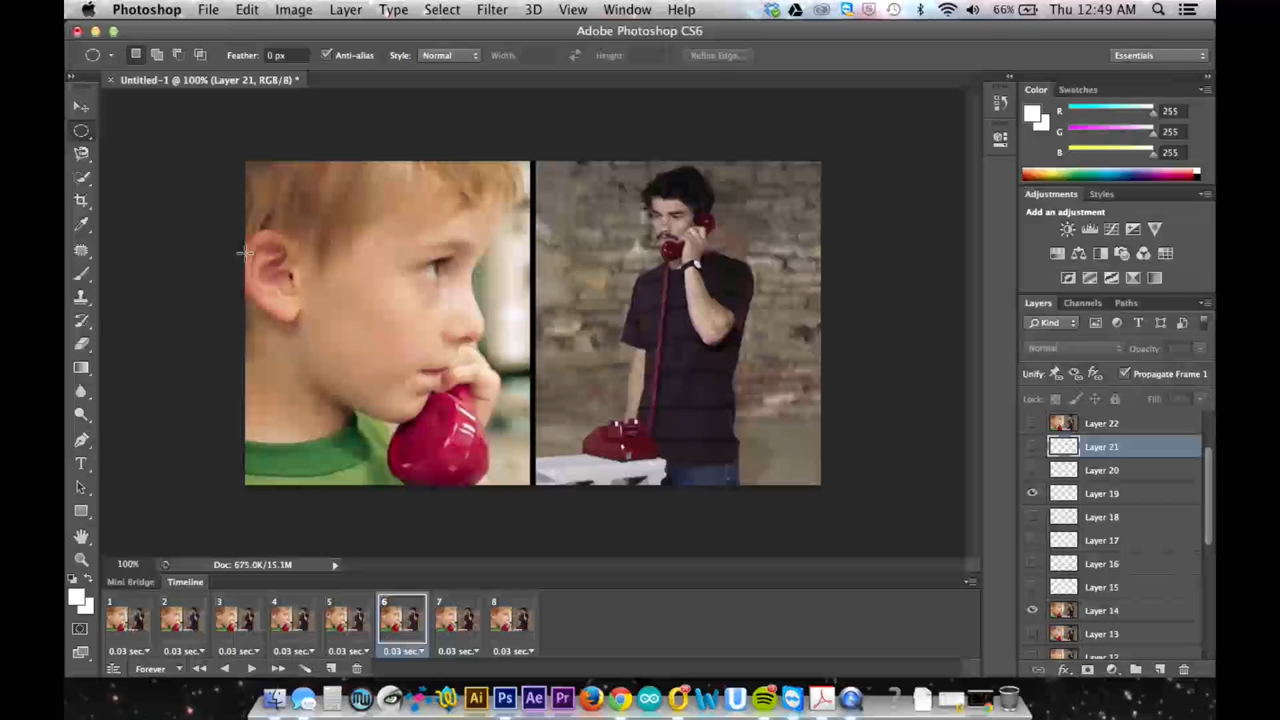 Photoshop File Edit Image Layer Type Select Filter 3D View Window Help 66% Thu 12:49 AM
Adobe Photoshop CS6
Feather: 0 px Anti-alias Style: Normal Width: Height: Refine Edge... Essentials
Untitled-1 @ 100% (Layer 21, RGB/8) *
Color Swatches
R 255
G 255
B 255
Adjustments Styles
Add an adjustment
Layers Channels Paths
Kind
Normal Opacity:
Unify: Propagate Frame 1
Lock: Fill:
Layer 22
Layer 21
Layer 20
Layer 19
Layer 18
Layer 17
Layer 16
Layer 15
Layer 14
Layer 13
100% Doc: 675.0K/15.1M
Mini Bridge Timeline
1 2 3 4 5 6 7 8
0.03 sec. 0.03 sec. 0.03 sec. 0.03 sec. 0.03 sec. 0.03 sec. 0.03 sec. 0.03 sec.
Forever
Ai Ps Ae Pr